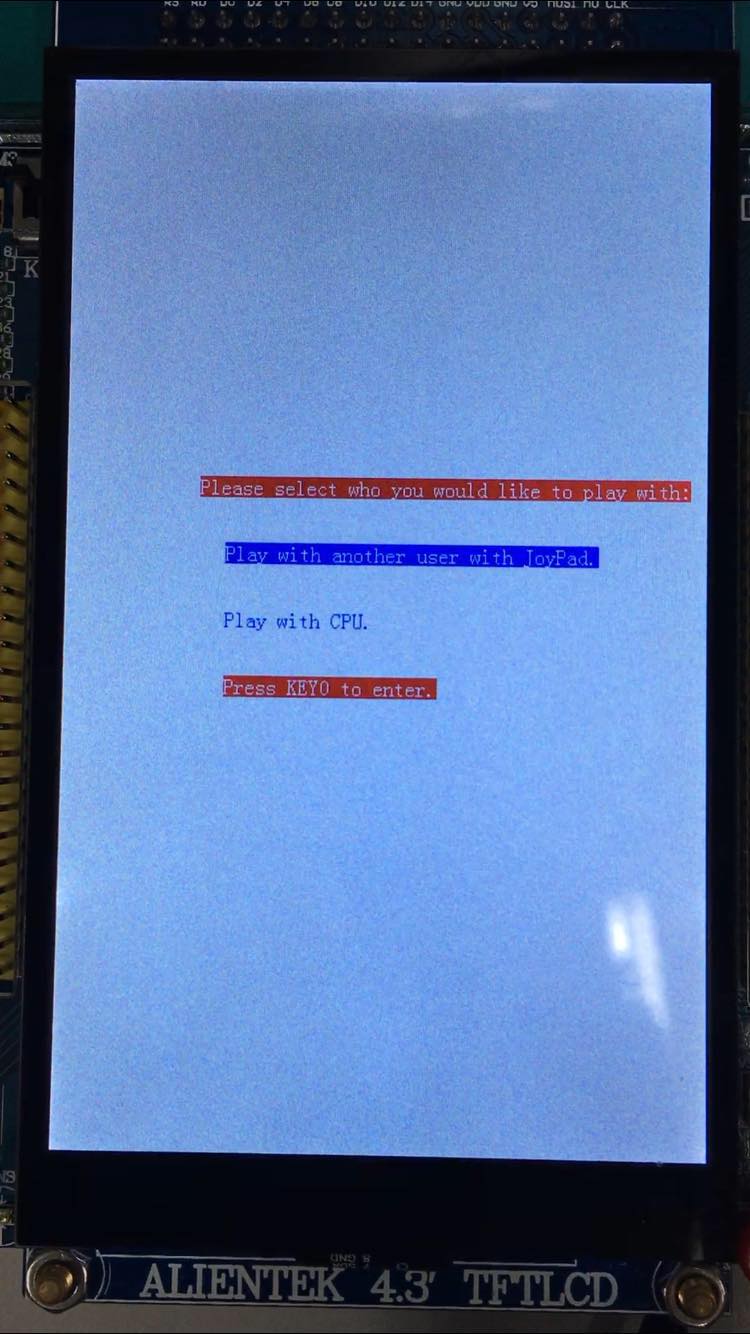 Please select who you would like to play with:
Play with another user with JoyPad.
Play with CPU.
Press KEY0 to enter.
ALIENTEK 4.3' TFTLCD